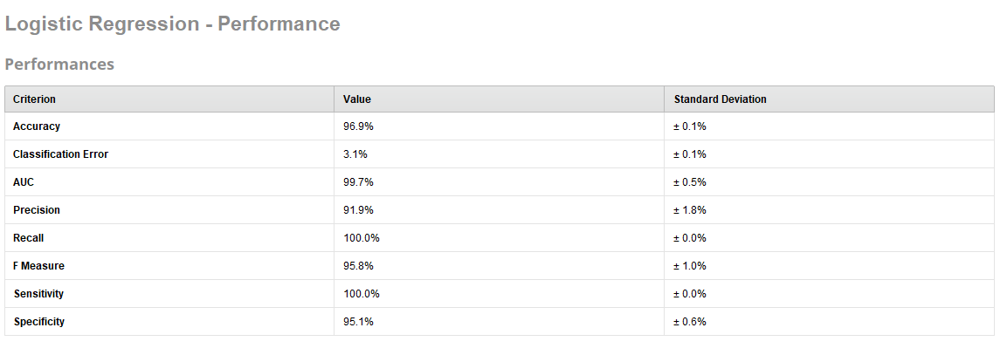 Logistic Regression - Performance
Performances
Criterion Value Standard Deviation
Accuracy 96.9% ± 0.1%
Classification Error 3.1% ± 0.1%
AUC 99.7% ± 0.5%
Precision 91.9% ± 1.8%
Recall 100.0% ± 0.0%
F Measure 95.8% ± 1.0%
Sensitivity 100.0% ± 0.0%
Specificity 95.1% ± 0.6%